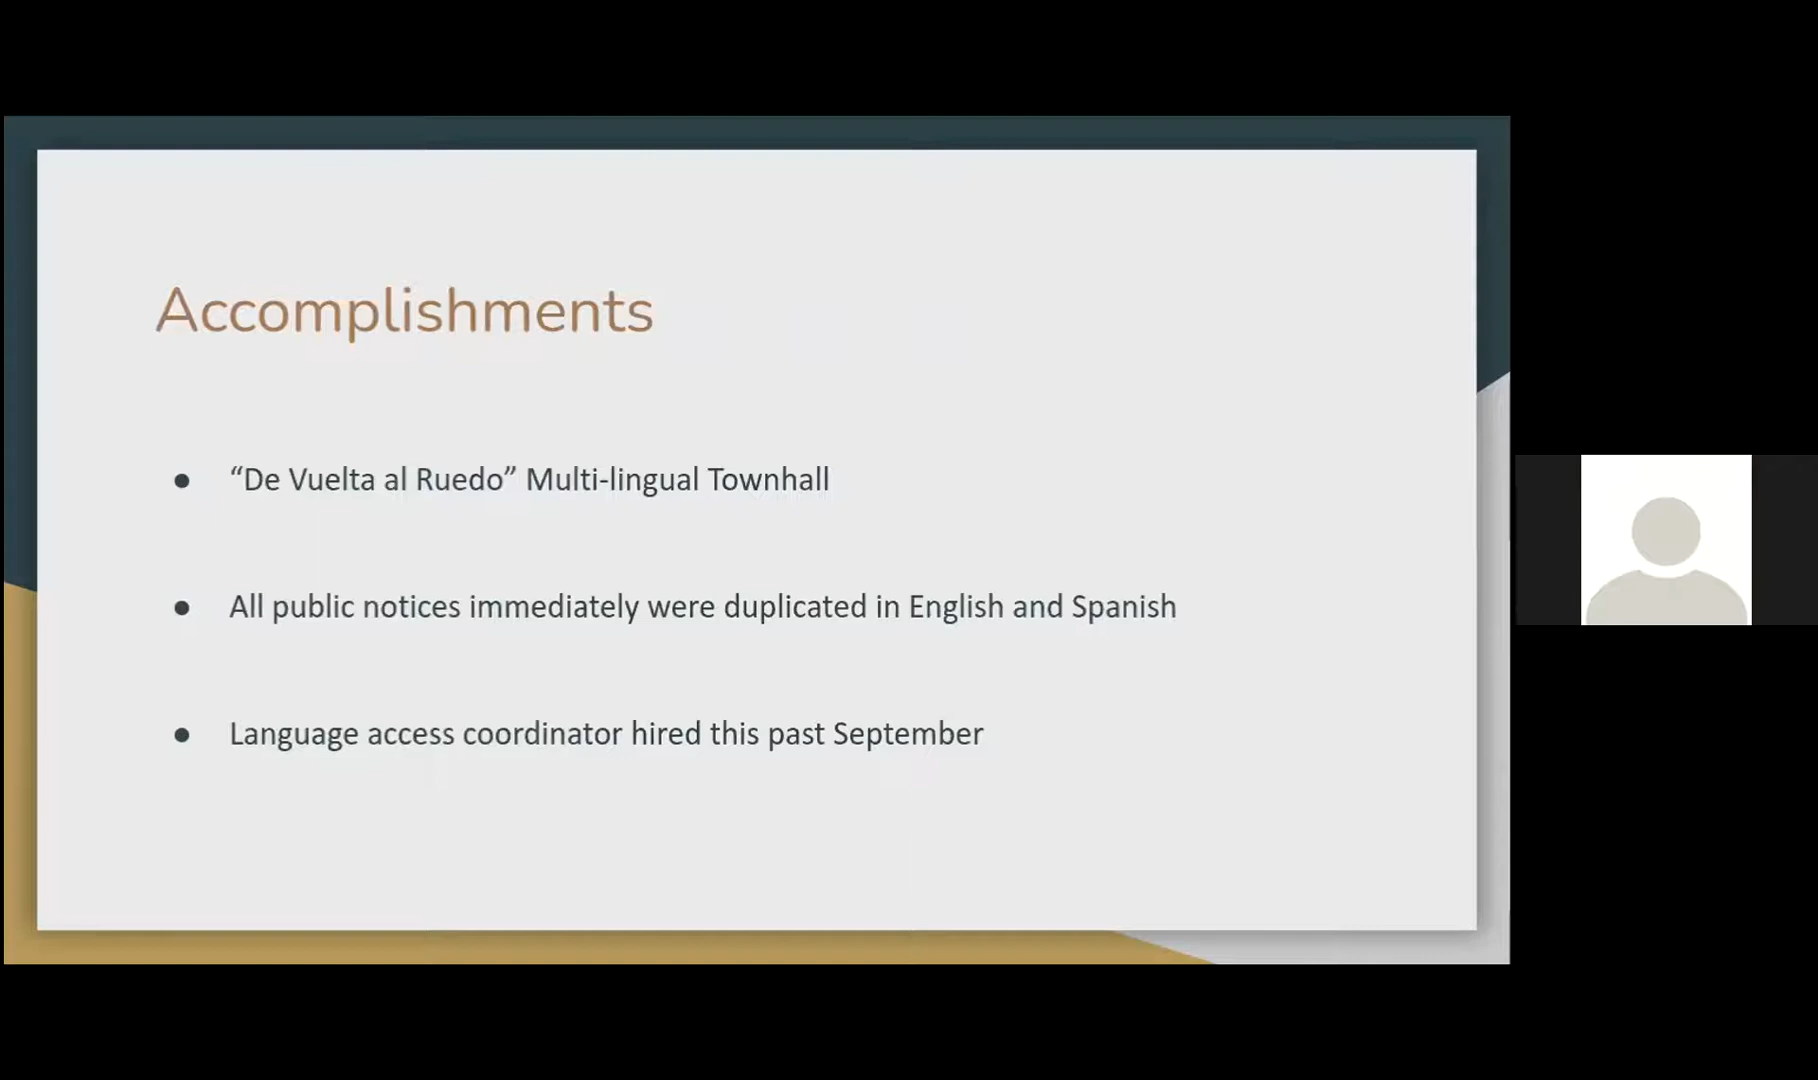 Accomplishments
● “De Vuelta al Ruedo” Multi-lingual Townhall
● All public notices immediately were duplicated in English and Spanish
● Language access coordinator hired this past September